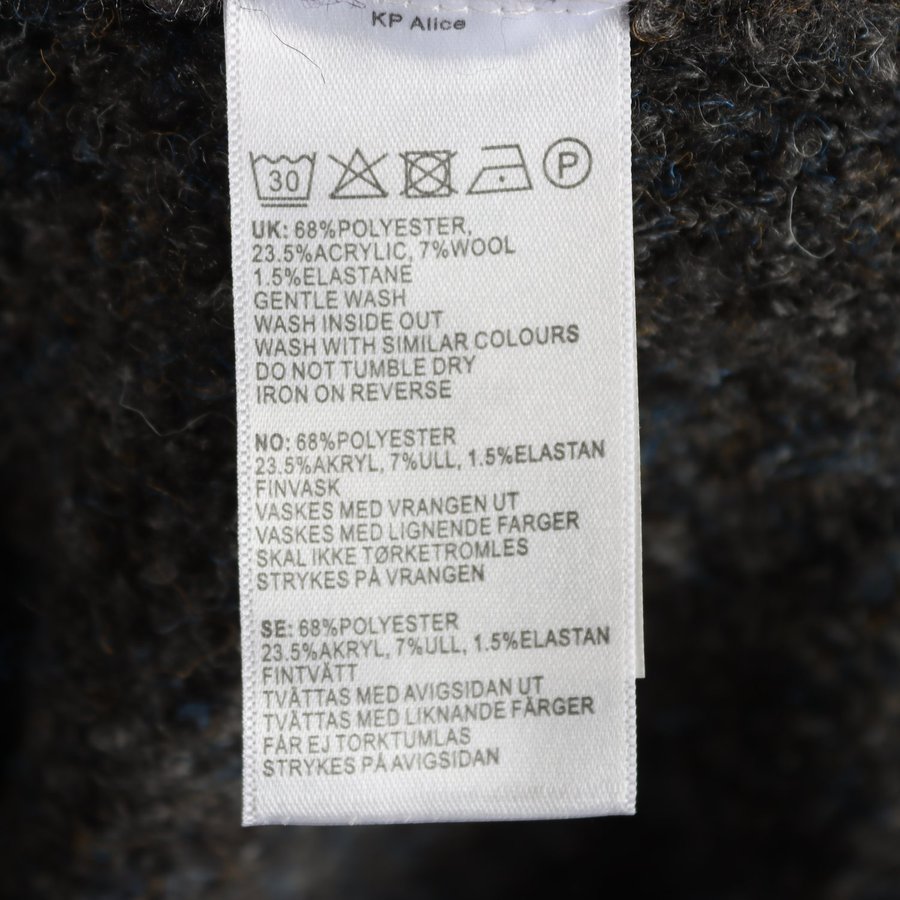 KP Alice
30 P
UK: 68%POLYESTER,
23.5%ACRYLIC, 7%WOOL
1.5%ELASTANE
GENTLE WASH
WASH INSIDE OUT
WASH WITH SIMILAR COLOURS
DO NOT TUMBLE DRY
IRON ON REVERSE
NO: 68%POLYESTER
23.5%AKRYL, 7%ULL, 1.5%ELASTAN
FINVASK
VASKES MED VRANGEN UT
VASKES MED LIGNENDE FARGER
SKAL IKKE TØRKETROMLES
STRYKES PÅ VRANGEN
SE: 68%POLYESTER
23.5%AKRYL, 7%ULL, 1.5%ELASTAN
FINTVÄTT
TVÄTTAS MED AVIGSIDAN UT
TVÄTTAS MED LIKNANDE FÄRGER
FÅR EJ TORKTUMLAS
STRYKES PÅ AVIGSIDAN